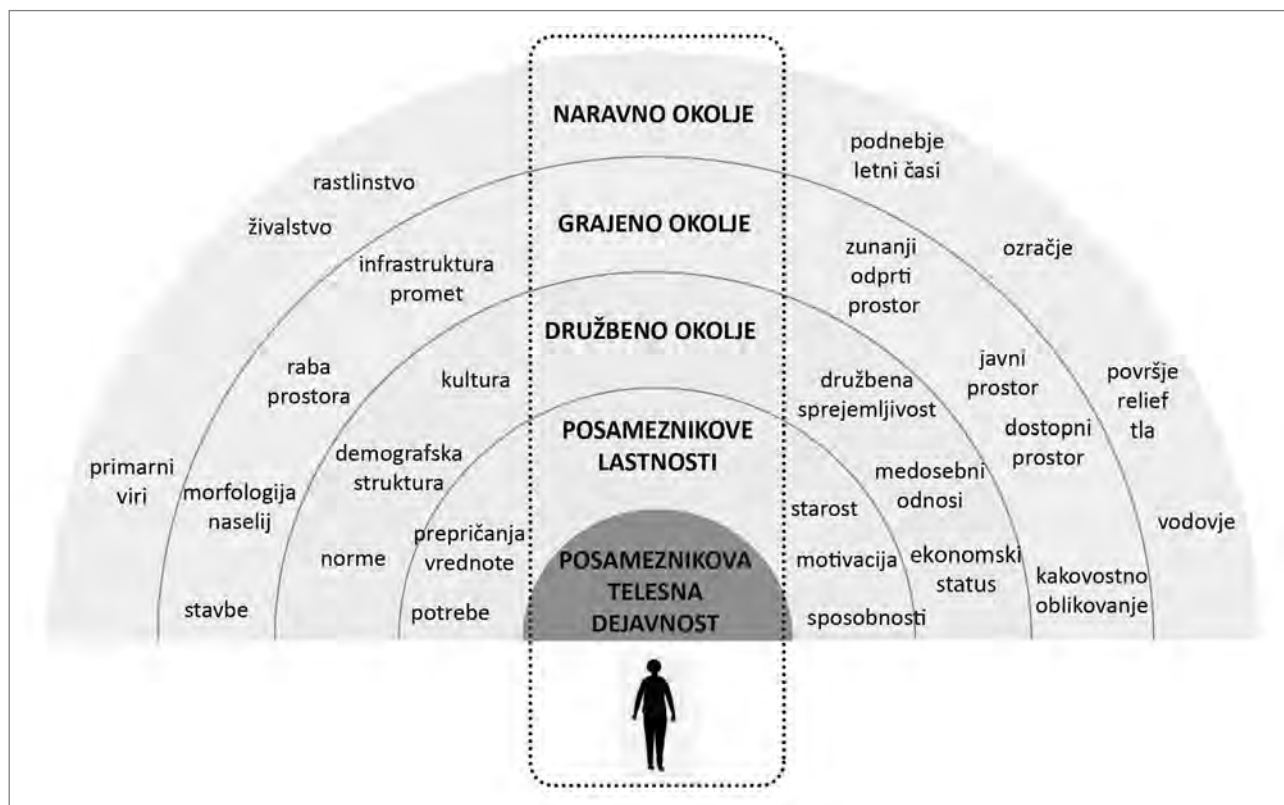 NARAVNO OKOLJE
podnebje
letni časi
rastlinstvo
živalstvo
GRAJENO OKOLJE
zunanji
odprti
prostor
ozračje
infrastruktura
promet
DRUŽBENO OKOLJE
raba
prostora
kultura
družbena
sprejemljivost
javni
prostor
površje
relief
tla
POSAMEZNIKOVE
LASTNOSTI
dostopni
prostor
primarni
viri
morfologija
naselij
demografska
struktura
medosebni
odnosi
starost
vodovje
norme
prepričanja
vrednote
POSAMEZNIKOVA
TELESNA
DEJAVNOST
motivacija
ekonomski
status
kakovostno
oblikovanje
stavbe
potrebe
sposobnosti